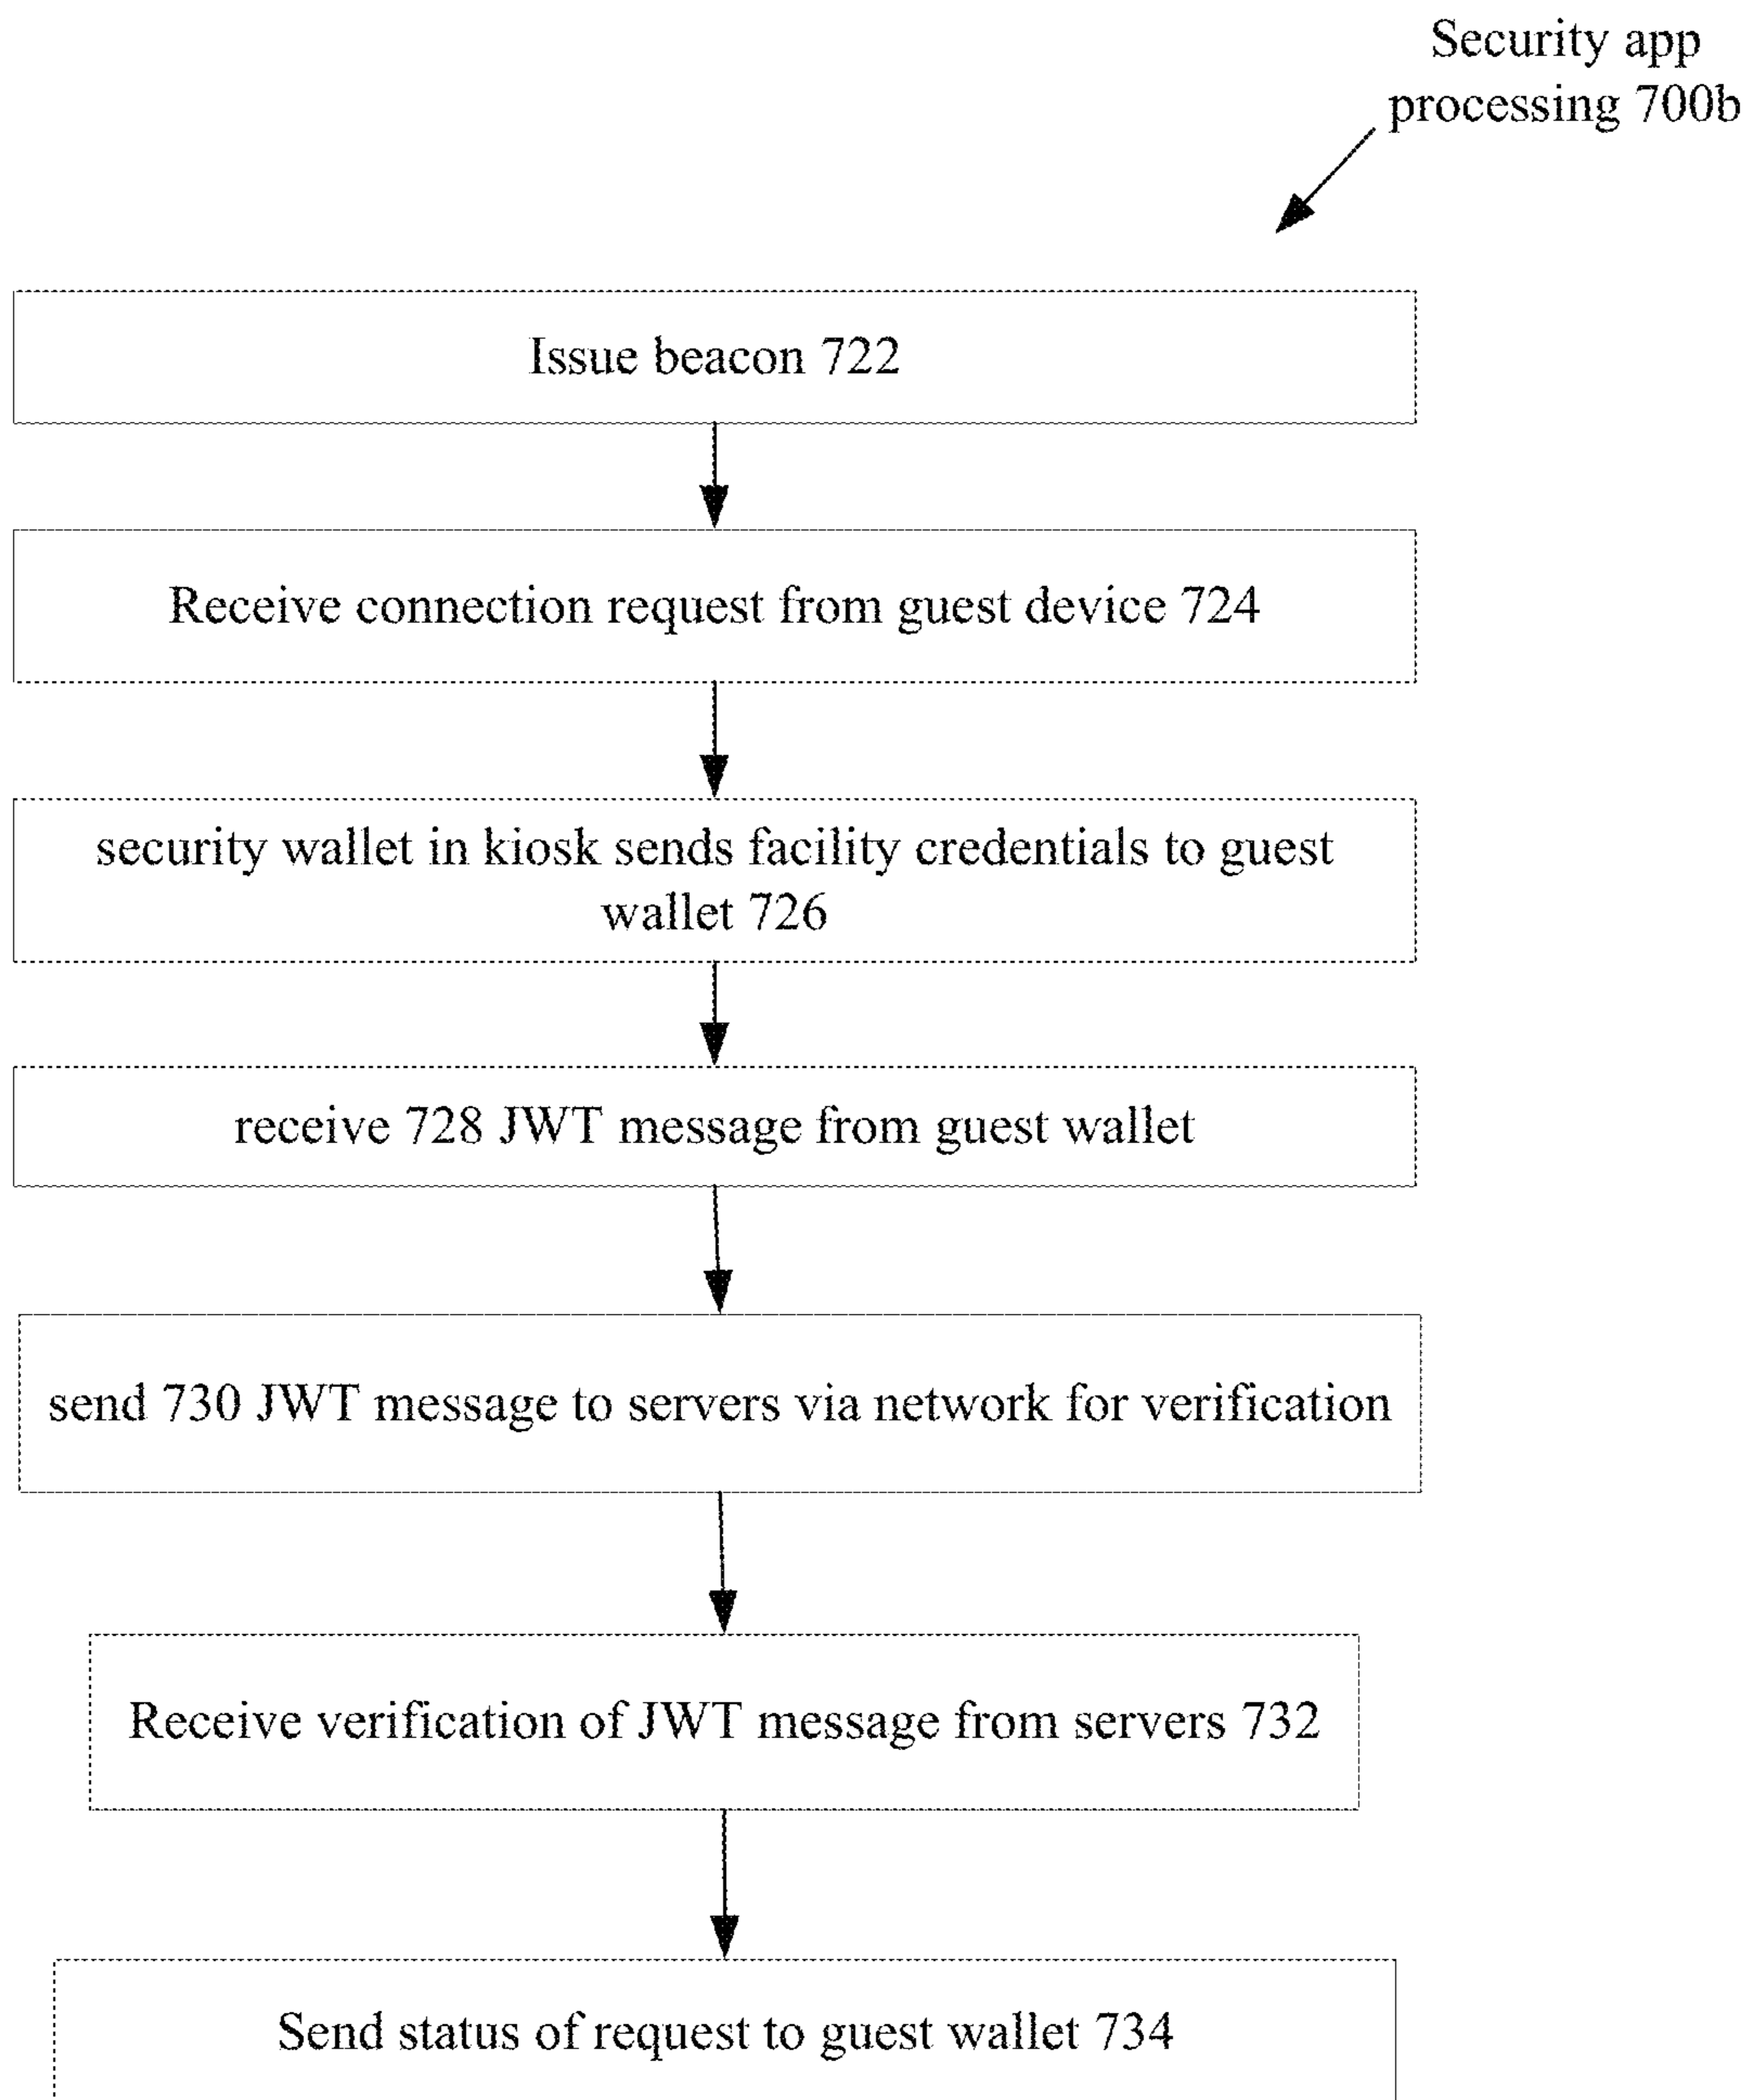 Security app
processing 700b
Issue beacon 722
Receive connection request from guest device 724
security wallet in kiosk sends facility credentials to guest
wallet 726
receive 728 JWT message from guest wallet
send 730 JWT message to servers via network for verification
Receive verification of JWT message from servers 732
Send status of request to guest wallet 734